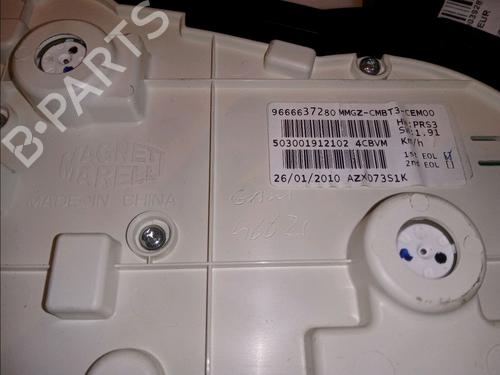 9666637280 MMGZ-CMBT3-CEM00
HW:PRS3
SW:1.91
503001912102 4CBVM
Km/h
1st EOL
2nd EOL
26/01/2010 AZX073S1K
MAGNETI
MARELLI
MADE IN CHINA
B-PARTS
EUR